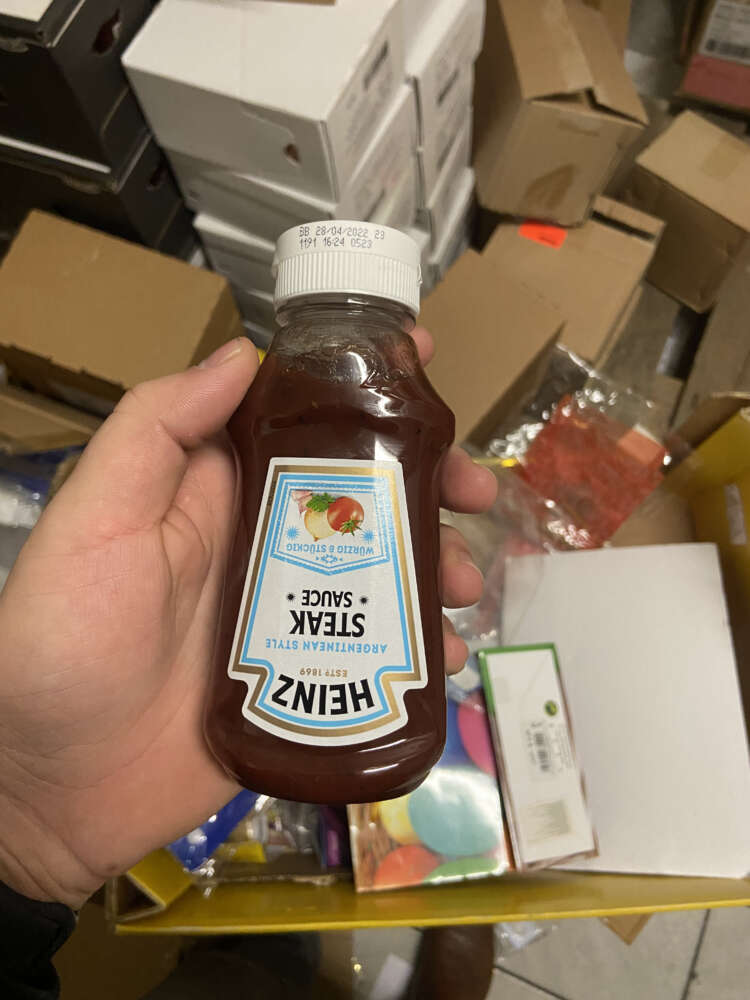 BB 28/04/2022 23
1191 16:24 0523
HEINZ
ESTD 1869
ARGENTINEAN STYLE
STEAK
SAUCE
WÜRZIG & STÜCKIG